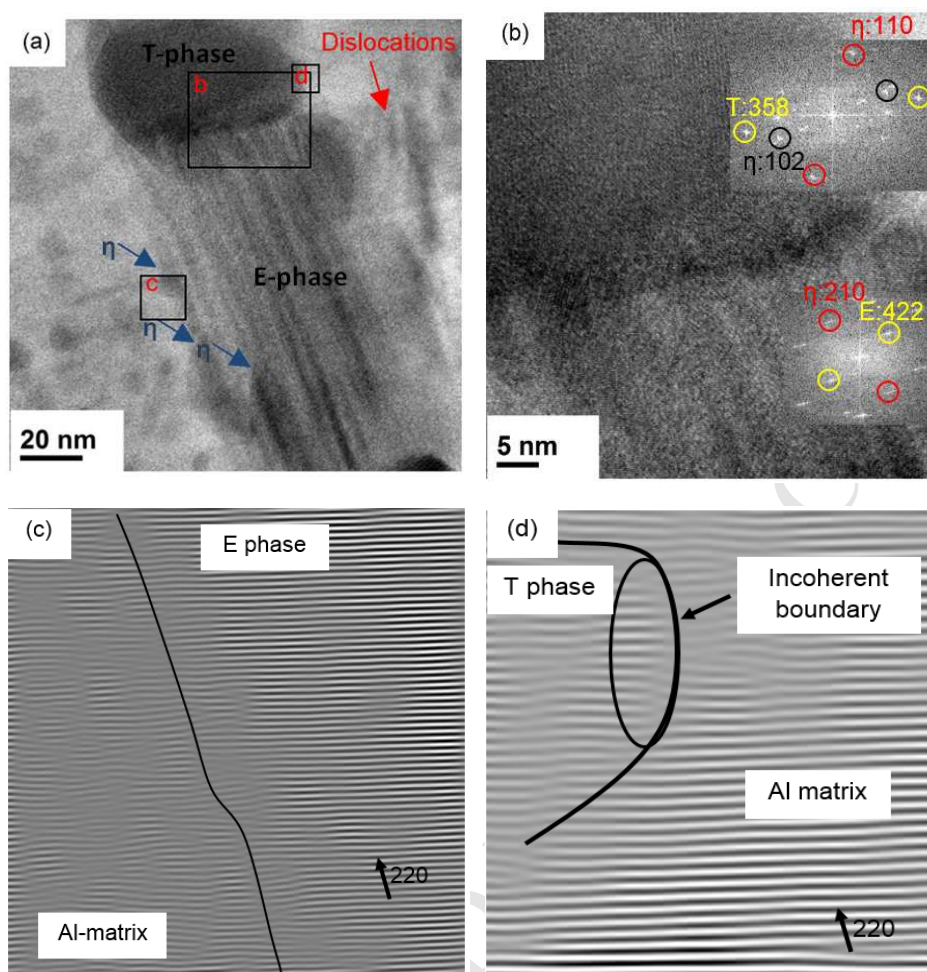 (a)
T-phase
b
d
Dislocations
η
c
E-phase
η
η
20 nm
(b)
η:110
T:358
η:102
η:210
E:422
5 nm
(c)
E phase
220
Al-matrix
(d)
T phase
Incoherent
boundary
Al matrix
220